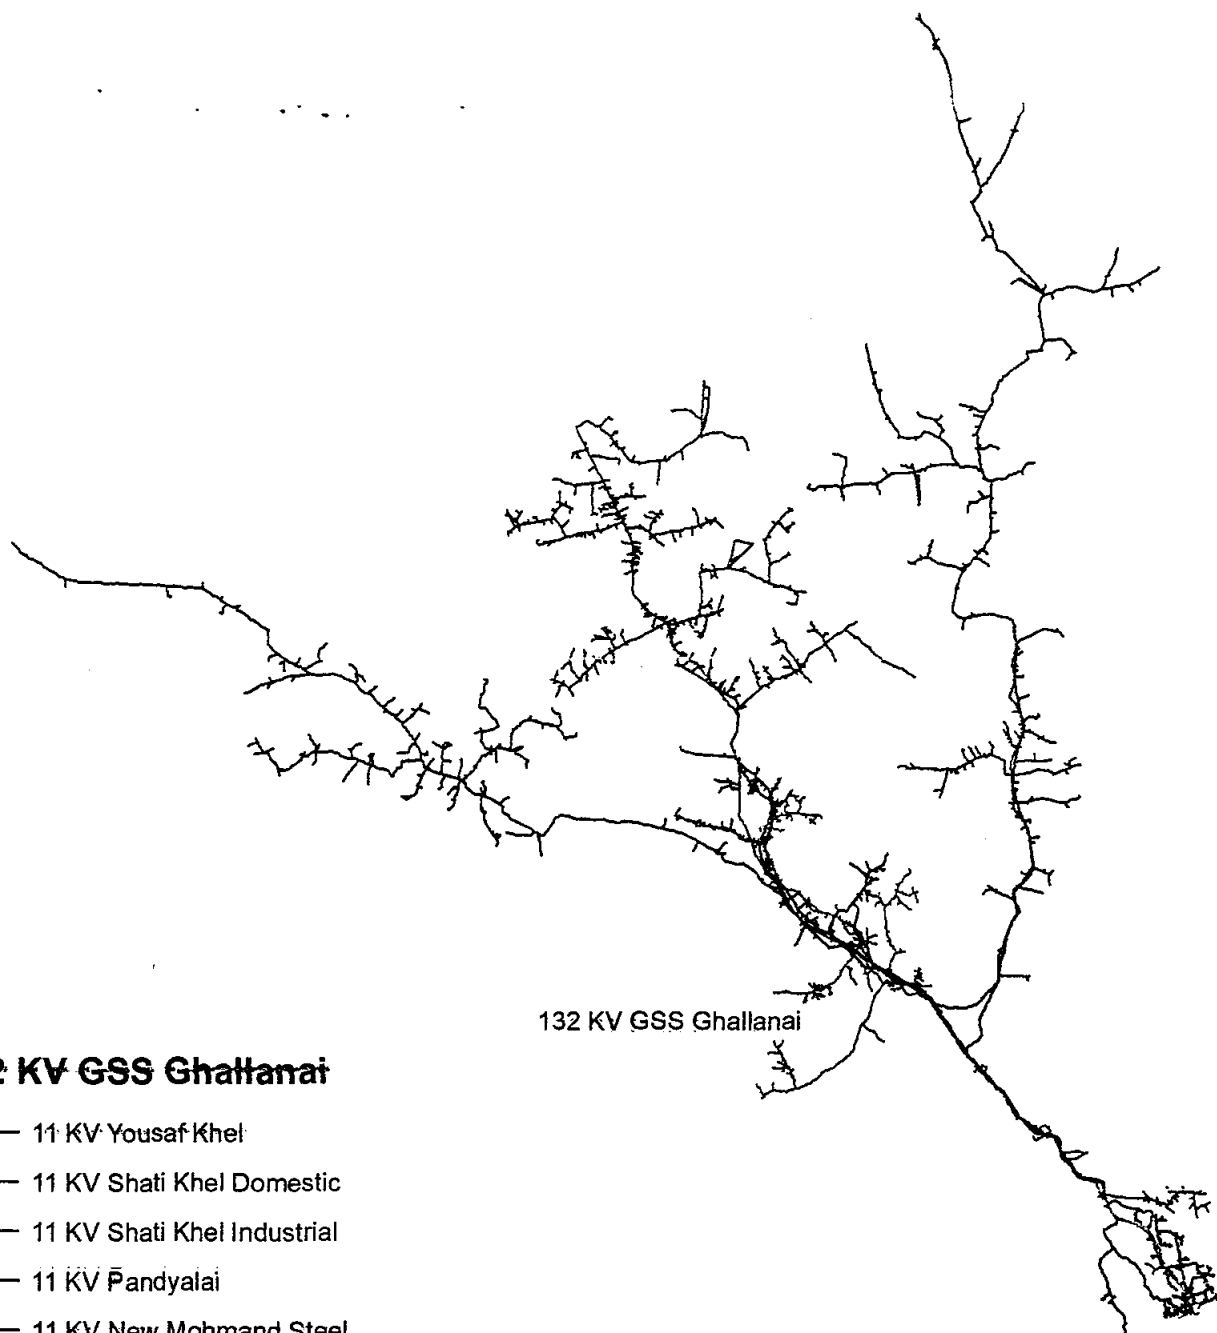 132 KV GSS Ghallanai
2 KV GSS Ghallanai
11 KV Yousaf Khel
11 KV Shati Khel Domestic
11 KV Shati Khel Industrial
11 KV Pandyalai
11 KV New Mohmand Steel